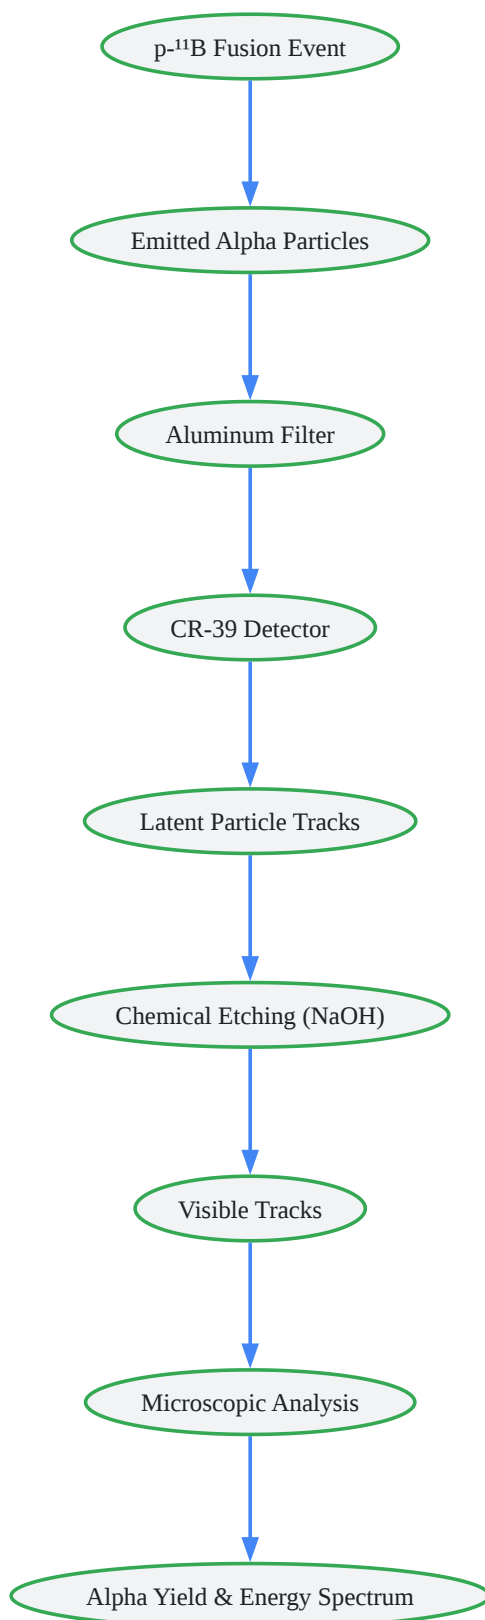 p-¹¹B Fusion Event
Emitted Alpha Particles
Aluminum Filter
CR-39 Detector
Latent Particle Tracks
Chemical Etching (NaOH)
Visible Tracks
Microscopic Analysis
Alpha Yield & Energy Spectrum